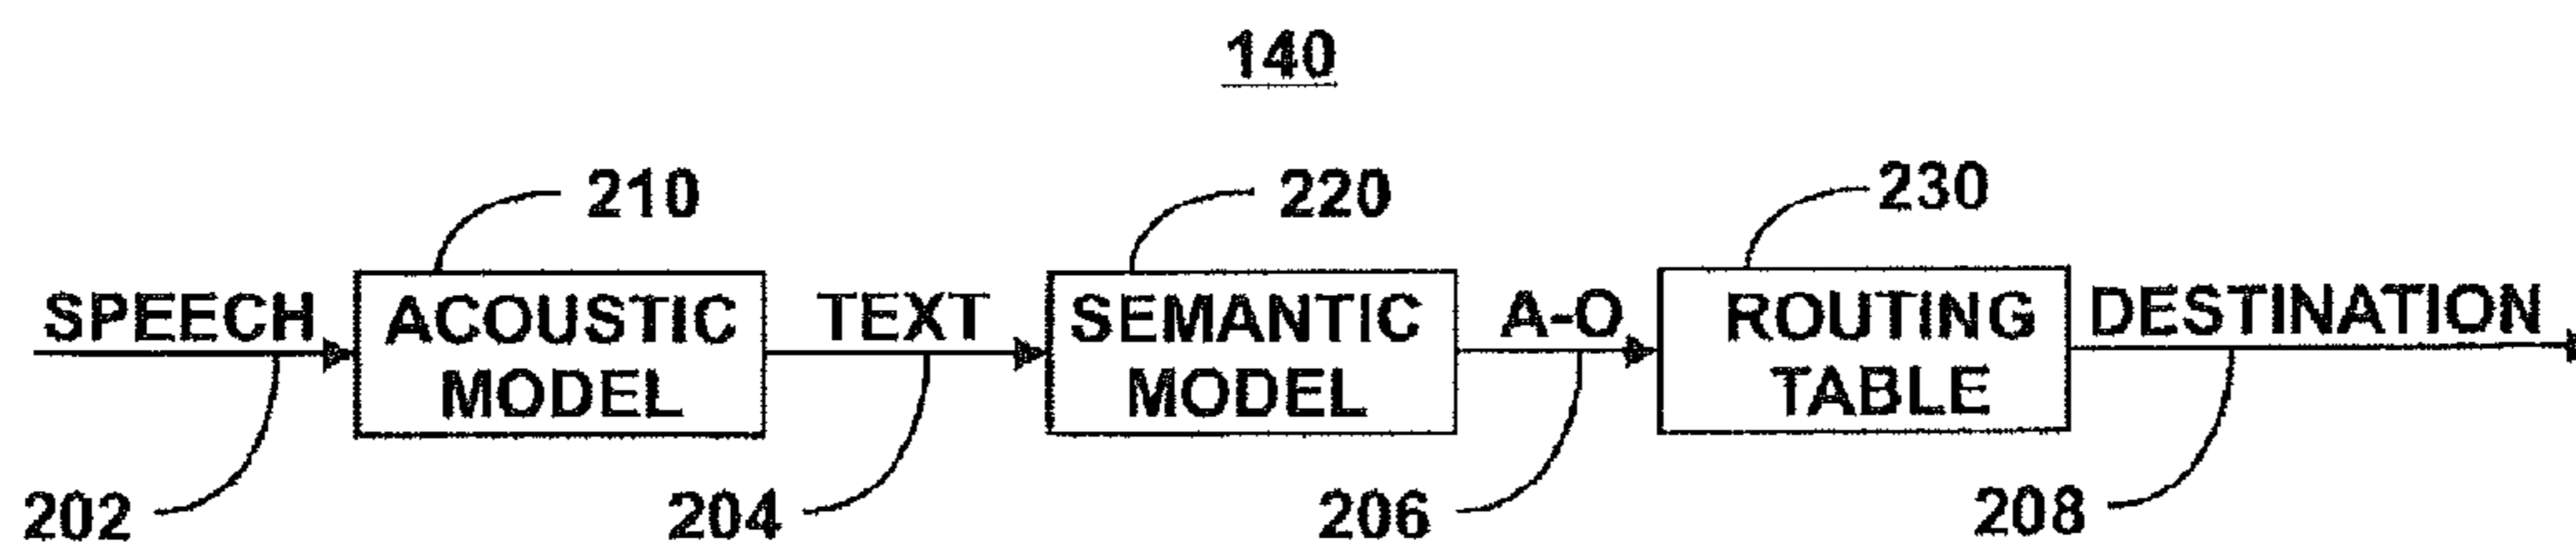 140
210
220
230
SPEECH
ACOUSTIC
MODEL
TEXT
SEMANTIC
MODEL
A-O
ROUTING
TABLE
DESTINATION
202
204
206
208